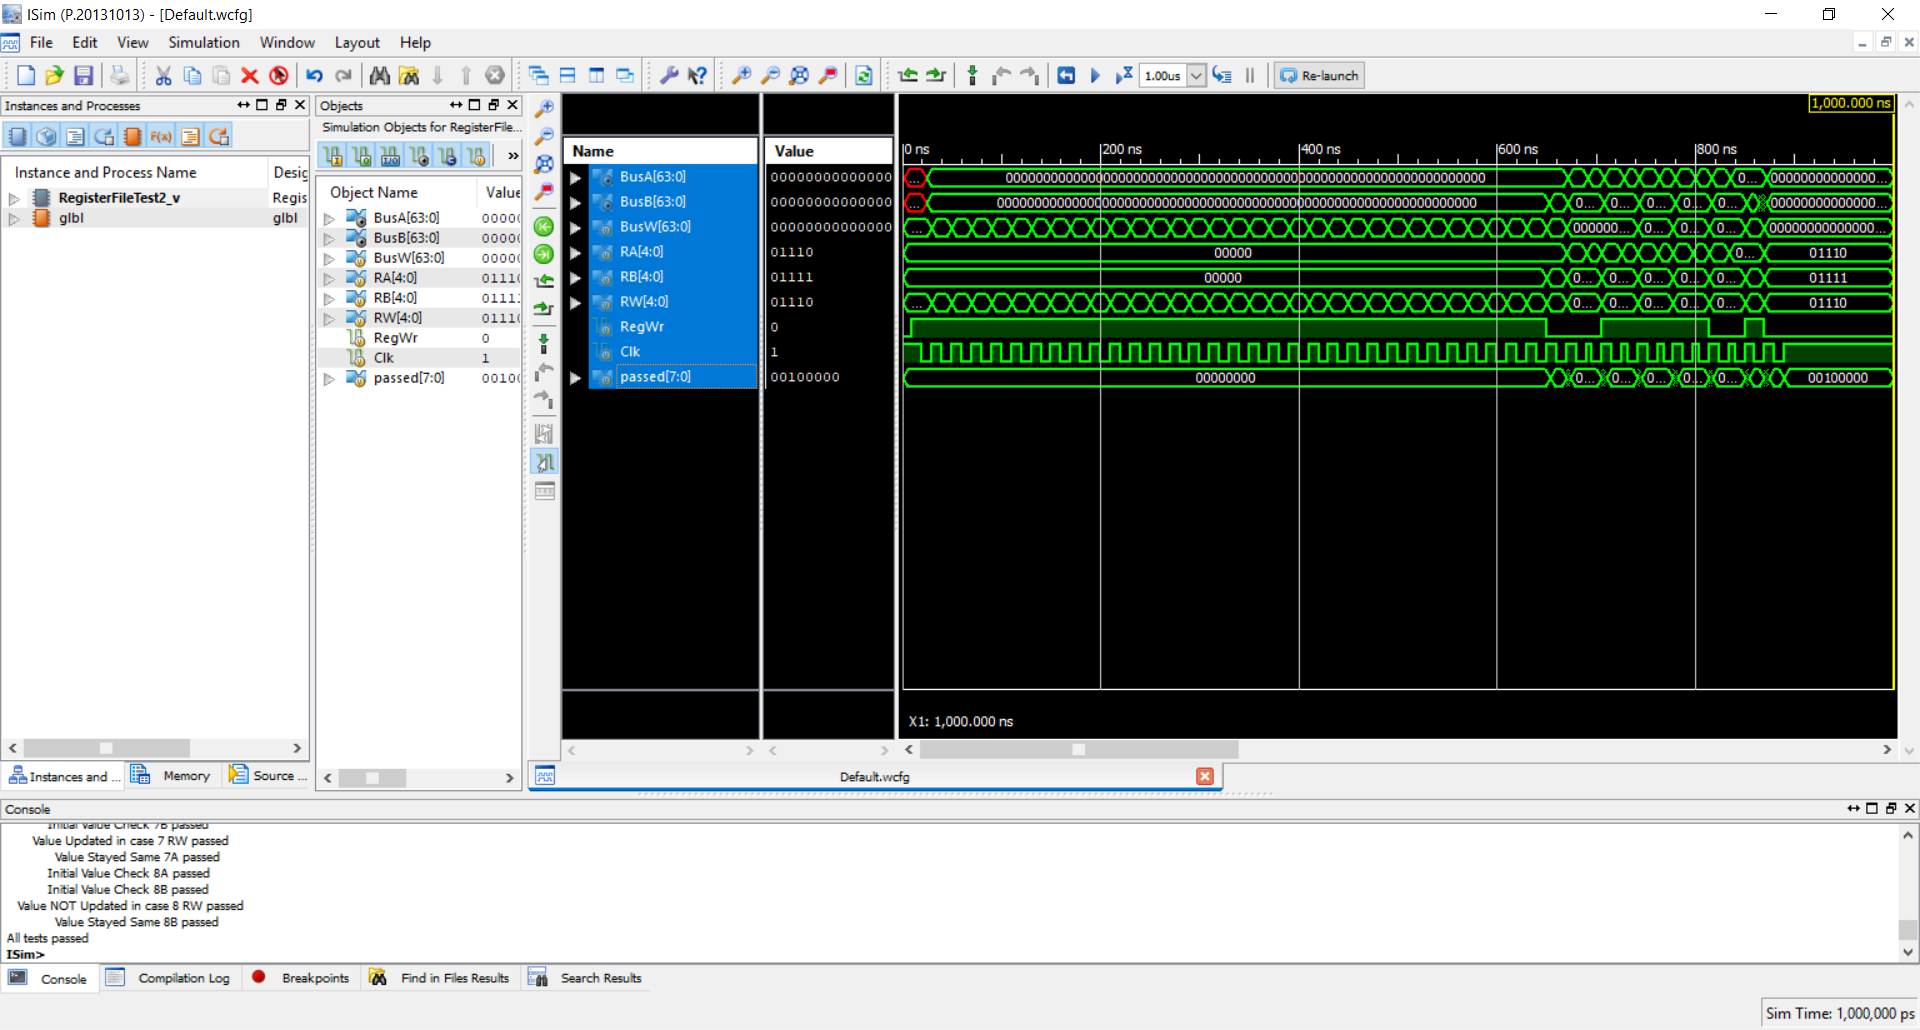 ISim (P.20131013) - [Default.wcfg]
File Edit View Simulation Window Layout Help
1.00us Re-launch
Instances and Processes
Instance and Process Name Desig
RegisterFileTest2_v Regis
glbl glbl
Instances and ... Memory Source ...
Objects
Simulation Objects for RegisterFile...
»
Object Name Value
BusA[63:0] 0000(
BusB[63:0] 0000(
BusW[63:0] 0000(
RA[4:0] 0111(
RB[4:0] 0111:
RW[4:0] 0111(
RegWr 0
Clk 1
passed[7:0] 0010(
Name Value
BusA[63:0] 00000000000000
BusB[63:0] 00000000000000
BusW[63:0] 00000000000000
RA[4:0] 01110
RB[4:0] 01111
RW[4:0] 01110
RegWr 0
Clk 1
passed[7:0] 00100000
1,000.000 ns
0 ns 200 ns 400 ns 600 ns 800 ns
... 0000000000000000000000000000000000000000000000000000000000000000 0... 00000000000000...
... 0000000000000000000000000000000000000000000000000000000000000000 0... 0... 0... 0... 0... 00000000000000...
... 000000... 0... 0... 0... 00000000000000...
00000 0... 01110
00000 0... 0... 0... 0... 0... 01111
... 0... 0... 0... 0... 0... 01110
00000000 0... 0... 0... 0... 0... 00100000
X1: 1,000.000 ns
Default.wcfg
Console
Initial Value Check 7B passed
Value Updated in case 7 RW passed
Value Stayed Same 7A passed
Initial Value Check 8A passed
Initial Value Check 8B passed
Value NOT Updated in case 8 RW passed
Value Stayed Same 8B passed
All tests passed
ISim>
Console Compilation Log Breakpoints Find in Files Results Search Results
Sim Time: 1,000,000 ps